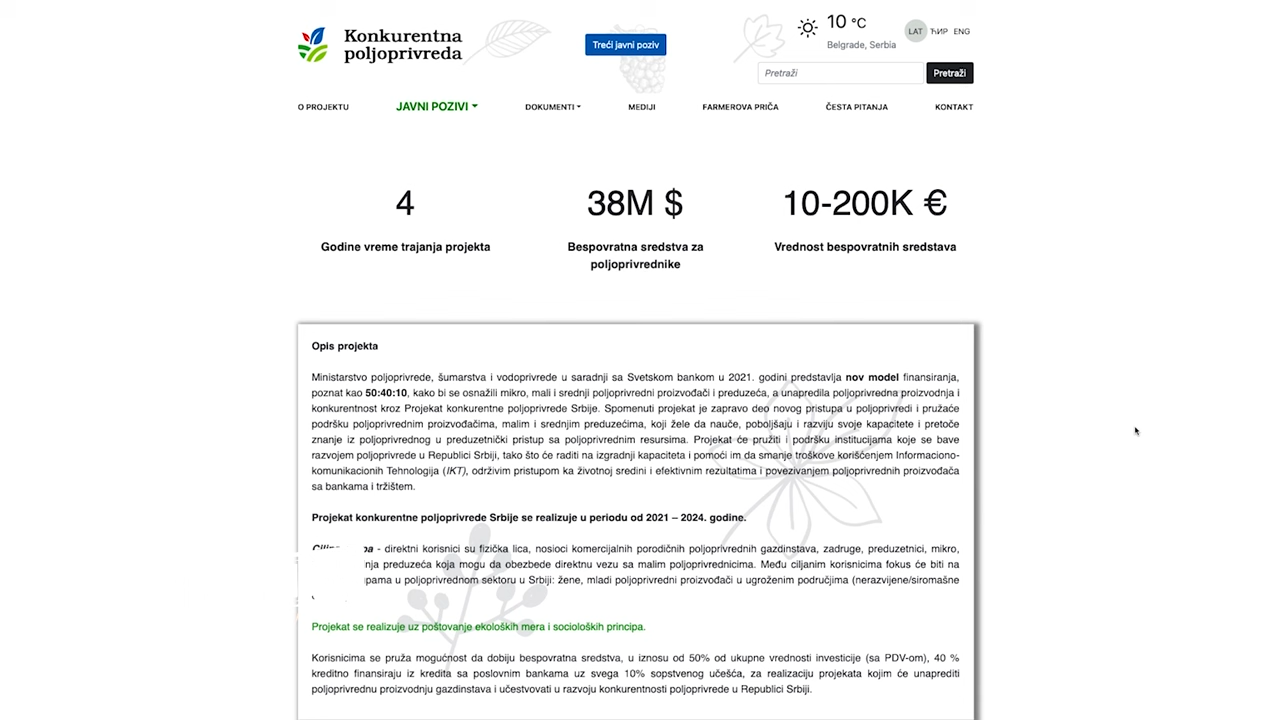 Konkurentna
poljoprivreda
Treći javni poziv
10 °C
Belgrade, Serbia
LAT ЋИР ENG
Pretraži Pretraži
O PROJEKTU JAVNI POZIVI DOKUMENTI MEDIJI FARMEROVA PRIČA ČESTA PITANJA KONTAKT
4 38M $ 10-200K €
Godine vreme trajanja projekta Bespovratna sredstva za Vrednost bespovratnih sredstava
poljoprivrednike
Opis projekta
Ministarstvo poljoprivrede, šumarstva i vodoprivrede u saradnji sa Svetskom bankom u 2021. godini predstavlja nov model finansiranja,
poznat kao 50:40:10, kako bi se osnažili mikro, mali i srednji poljoprivredni proizvođači i preduzeća, a unapredila poljoprivredna proizvodnja i
konkurentnost kroz Projekat konkurentne poljoprivrede Srbije. Spomenuti projekat je zapravo deo novog pristupa u poljoprivredi i pružaće
podršku poljoprivrednim proizvođačima, malim i srednjim preduzećima, koji žele da nauče, poboljšaju i razviju svoje kapacitete i pretoče
znanje iz poljoprivrednog u preduzetnički pristup sa poljoprivrednim resursima. Projekat će pružiti i podršku institucijama koje se bave
razvojem poljoprivrede u Republici Srbiji, tako što će raditi na izgradnji kapaciteta i pomoći im da smanje troškove korišćenjem Informaciono-
komunikacionih Tehnologija (IKT), održivim pristupom ka životnoj sredini i efektivnim rezultatima i povezivanjem poljoprivrednih proizvođača
sa bankama i tržištem.
Projekat konkurentne poljoprivrede Srbije se realizuje u periodu od 2021 – 2024. godine.
- direktni korisnici su fizička lica, nosioci komercijalnih porodičnih poljoprivrednih gazdinstava, zadruge, preduzetnici, mikro,
preduzeća koja mogu da obezbede direktnu vezu sa malim poljoprivrednicima. Među ciljanim korisnicima fokus će biti na
u poljoprivrednom sektoru u Srbiji: žene, mladi poljoprivredni proizvođači u ugroženim područjima (nerazvijene/siromašne
Projekat se realizuje uz poštovanje ekoloških mera i socioloških principa.
Korisnicima se pruža mogućnost da dobiju bespovratna sredstva, u iznosu od 50% od ukupne vrednosti investicije (sa PDV-om), 40 %
kreditno finansiraju iz kredita sa poslovnim bankama uz svega 10% sopstvenog učešća, za realizaciju projekata kojim će unaprediti
poljoprivrednu proizvodnju gazdinstava i učestvovati u razvoju konkurentnosti poljoprivrede u Republici Srbiji.